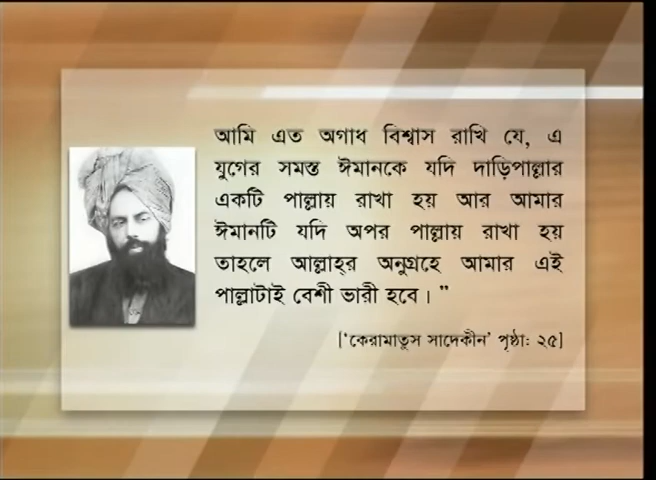 আমি এত অগাধ বিশ্বাস রাখি যে, এ
যুগের সমস্ত ঈমানকে যদি দাড়িপাল্লার
একটি পাল্লায় রাখা হয় আর আমার
ঈমানটি যদি অপর পাল্লায় রাখা হয়
তাহলে আল্লাহ্‌র অনুগ্রহে আমার এই
পাল্লাটাই বেশী ভারী হবে। ”
[‘কেরামাতুস সাদেকীন’ পৃষ্ঠা: ২৫]